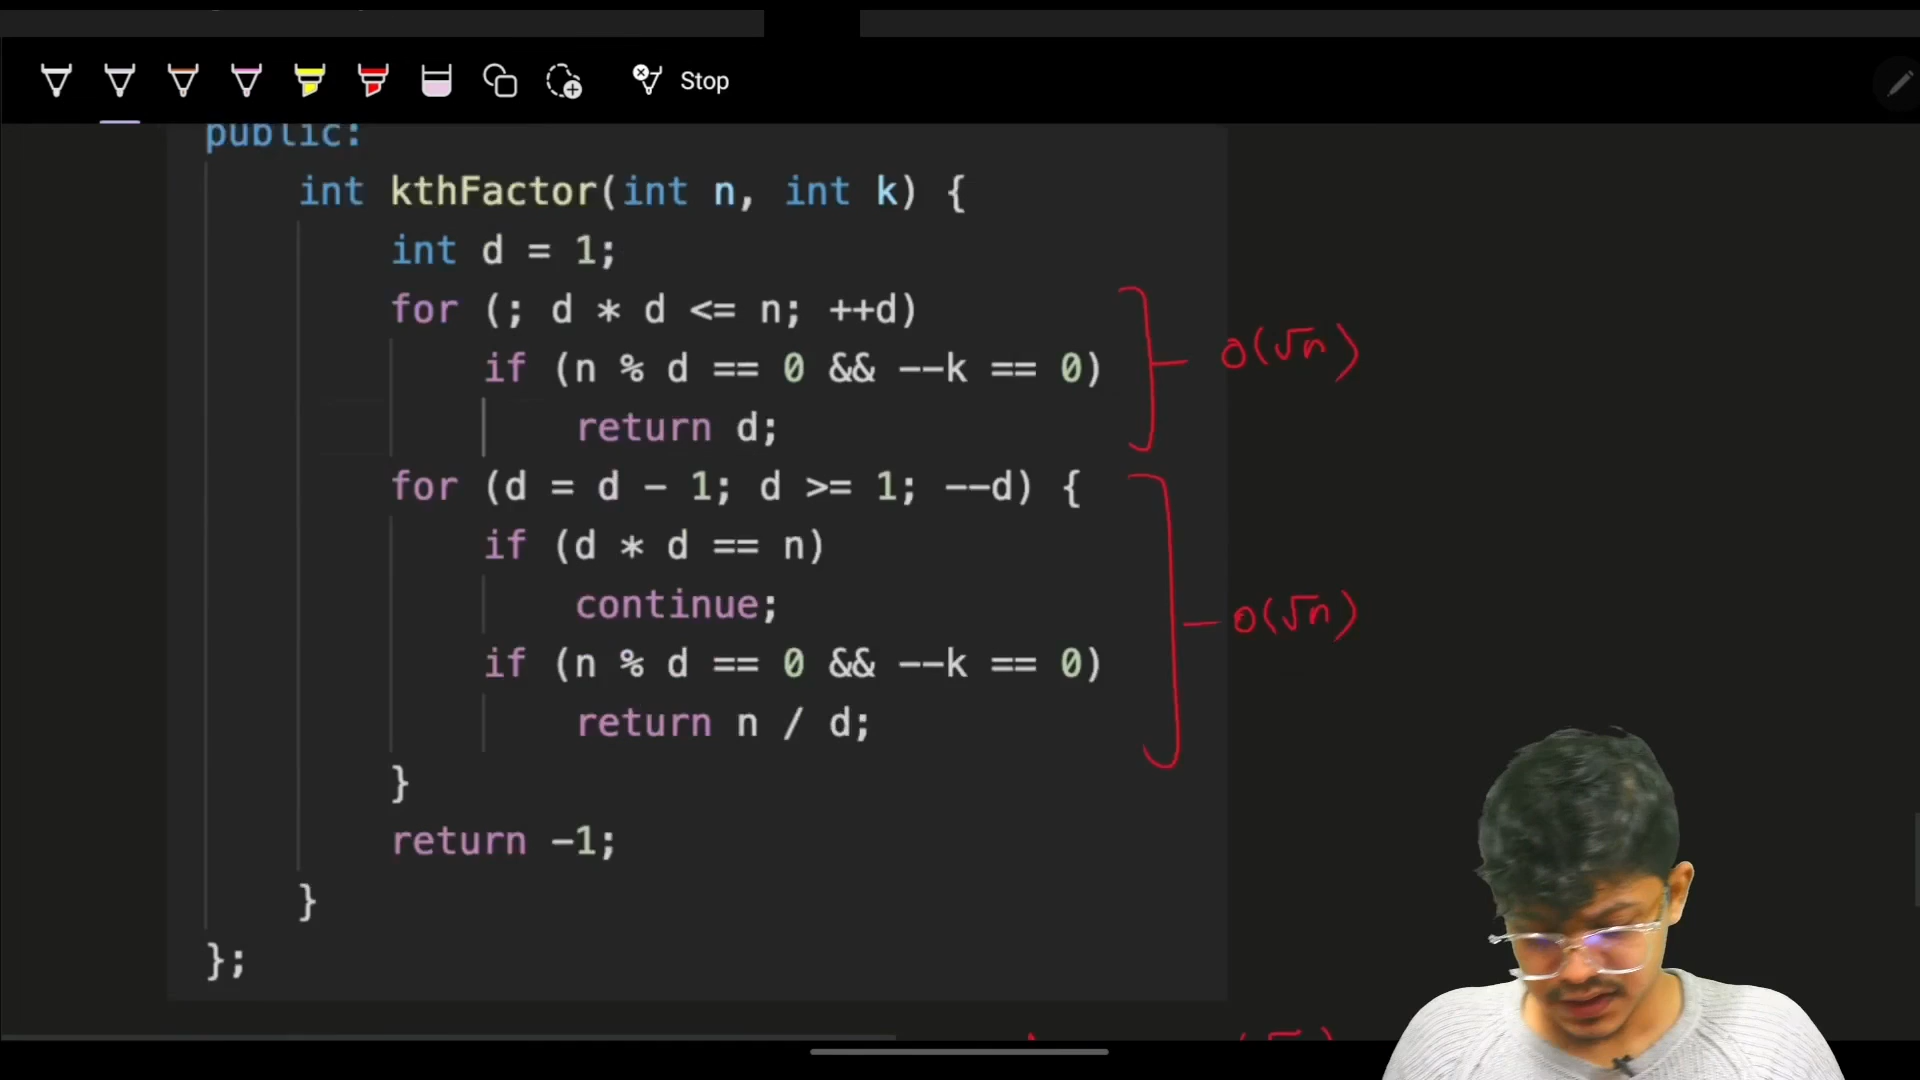 Stop
public:
int kthFactor(int n, int k) {
int d = 1;
for (; d * d <= n; ++d)
if (n % d == 0 && --k == 0)
return d;
O(√n)
for (d = d - 1; d >= 1; --d) {
if (d * d == n)
continue;
if (n % d == 0 && --k == 0)
return n / d;
O(√n)
}
return -1;
}
};